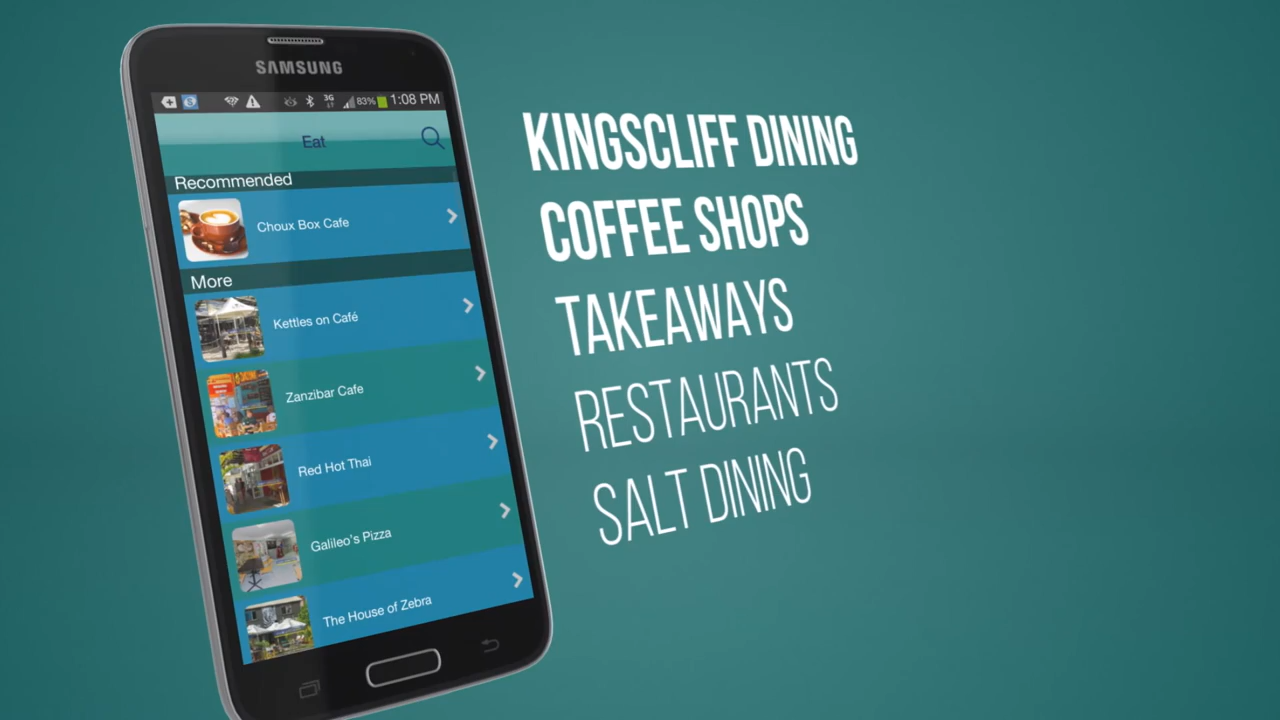 SAMSUNG
3G
83%
1:08 PM
Eat
Recommended
Choux Box Cafe
More
Kettles on Café
Zanzibar Cafe
Red Hot Thai
Galileo's Pizza
The House of Zebra
KINGSCLIFF DINING
COFFEE SHOPS
TAKEAWAYS
RESTAURANTS
SALT DINING